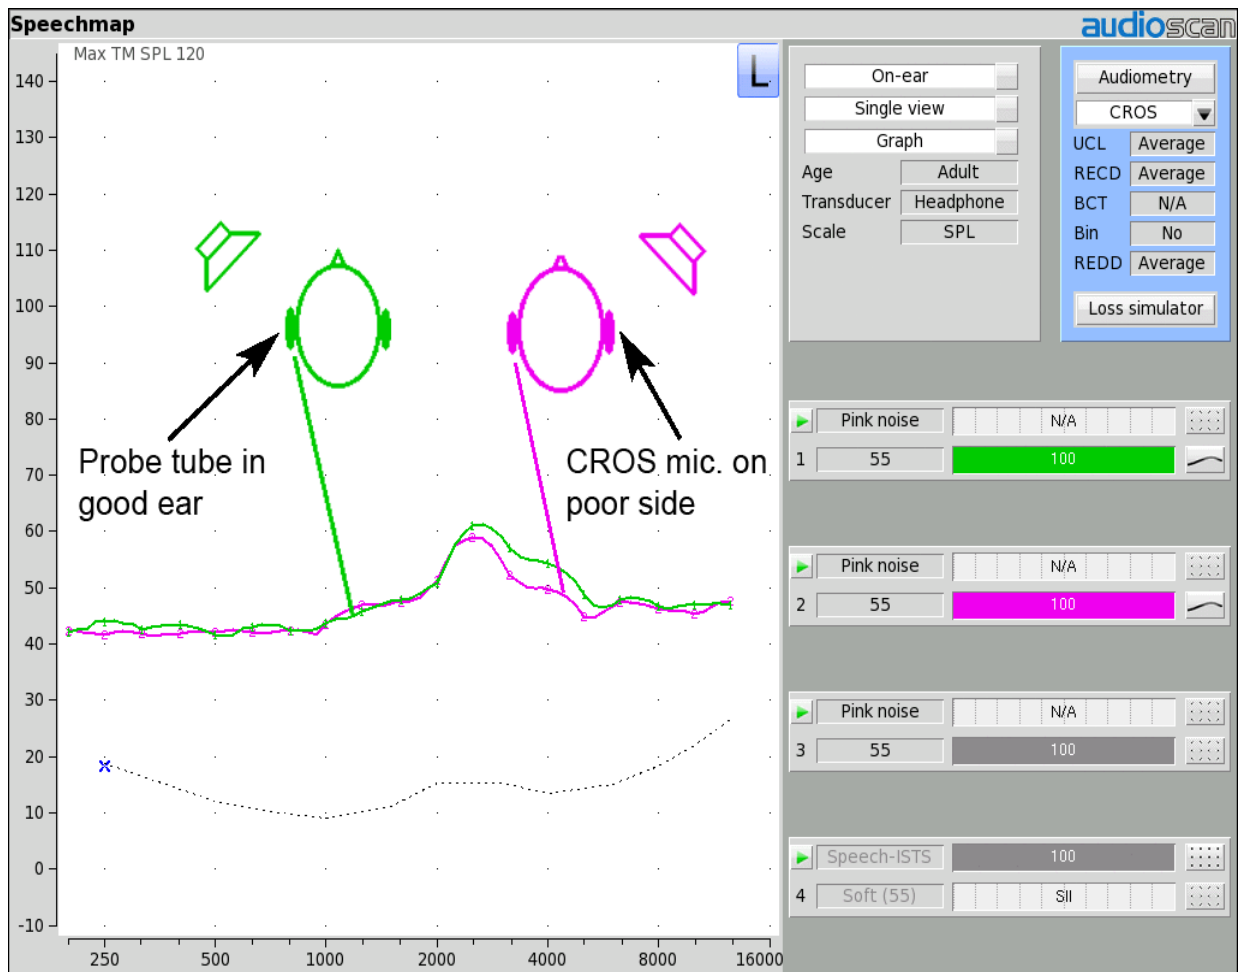 Speechmap
audioscan
Max TM SPL 120
L
140
130
120
110
100
90
80
70
60
50
40
30
20
10
0
-10
250
500
1000
2000
4000
8000
16000
Probe tube in
good ear
CROS mic. on
poor side
On-ear
Single view
Graph
Age Adult
Transducer Headphone
Scale SPL
Audiometry
CROS
UCL Average
RECD Average
BCT N/A
Bin No
REDD Average
Loss simulator
Pink noise N/A
1 55 100
Pink noise N/A
2 55 100
Pink noise N/A
3 55 100
Speech-ISTS 100
4 Soft (55) SII